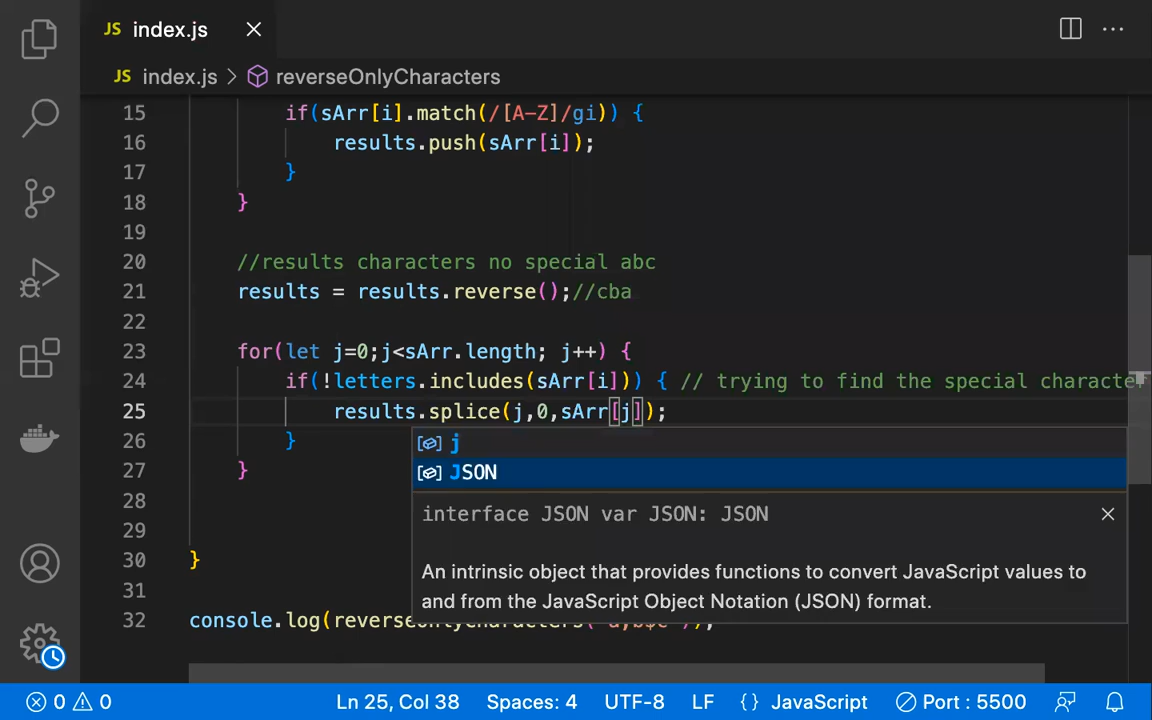 JS index.js
JS index.js > reverseOnlyCharacters
15 if(sArr[i].match(/[A-Z]/gi)) {
16 results.push(sArr[i]);
17 }
18 }
19
20 //results characters no special abc
21 results = results.reverse();//cba
22
23 for(let j=0;j<sArr.length; j++) {
24 if(!letters.includes(sArr[i])) { // trying to find the special characte
25 results.splice(j,0,sArr[j]);
26 }
j
27 }
JSON
28
interface JSON var JSON: JSON
29
30 }
An intrinsic object that provides functions to convert JavaScript values to
31
and from the JavaScript Object Notation (JSON) format.
32 console.log(
0 0 Ln 25, Col 38 Spaces: 4 UTF-8 LF {} JavaScript Port : 5500